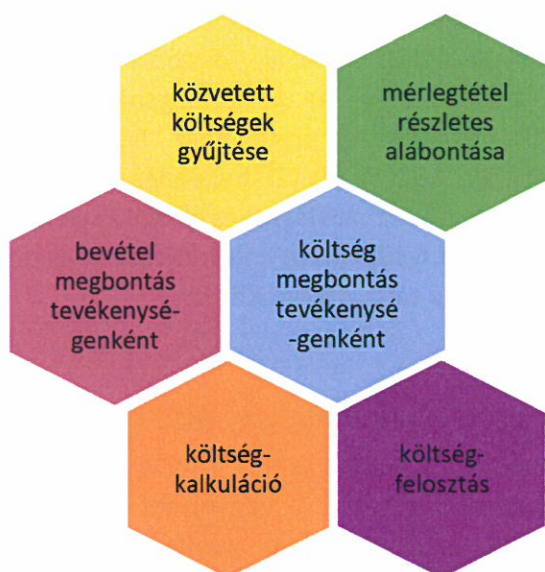 közvetett
költségek
gyűjtése
mérlegtétel
részletes
alábontása
bevétel
megbontás
tevékenysé-
genként
költség
megbontás
tevékenysé
-genként
költség-
kalkuláció
költség-
felosztás